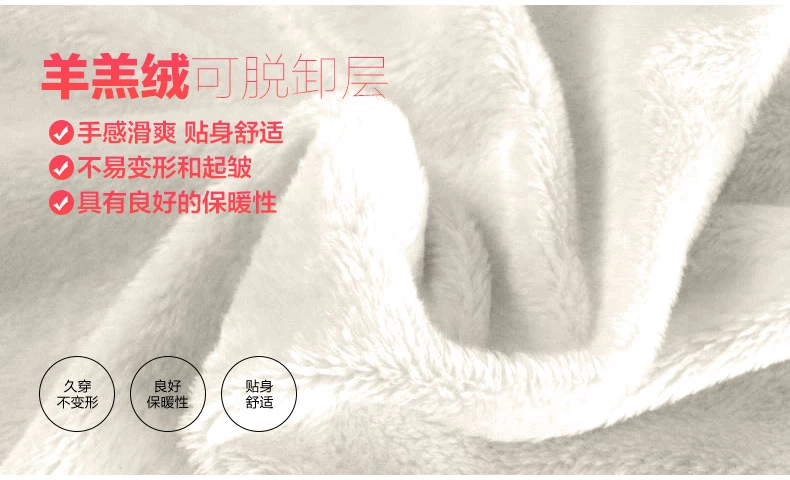 羊羔绒可脱卸层
手感滑爽 贴身舒适
不易变形和起皱
具有良好的保暖性
久穿
不变形
良好
保暖性
贴身
舒适